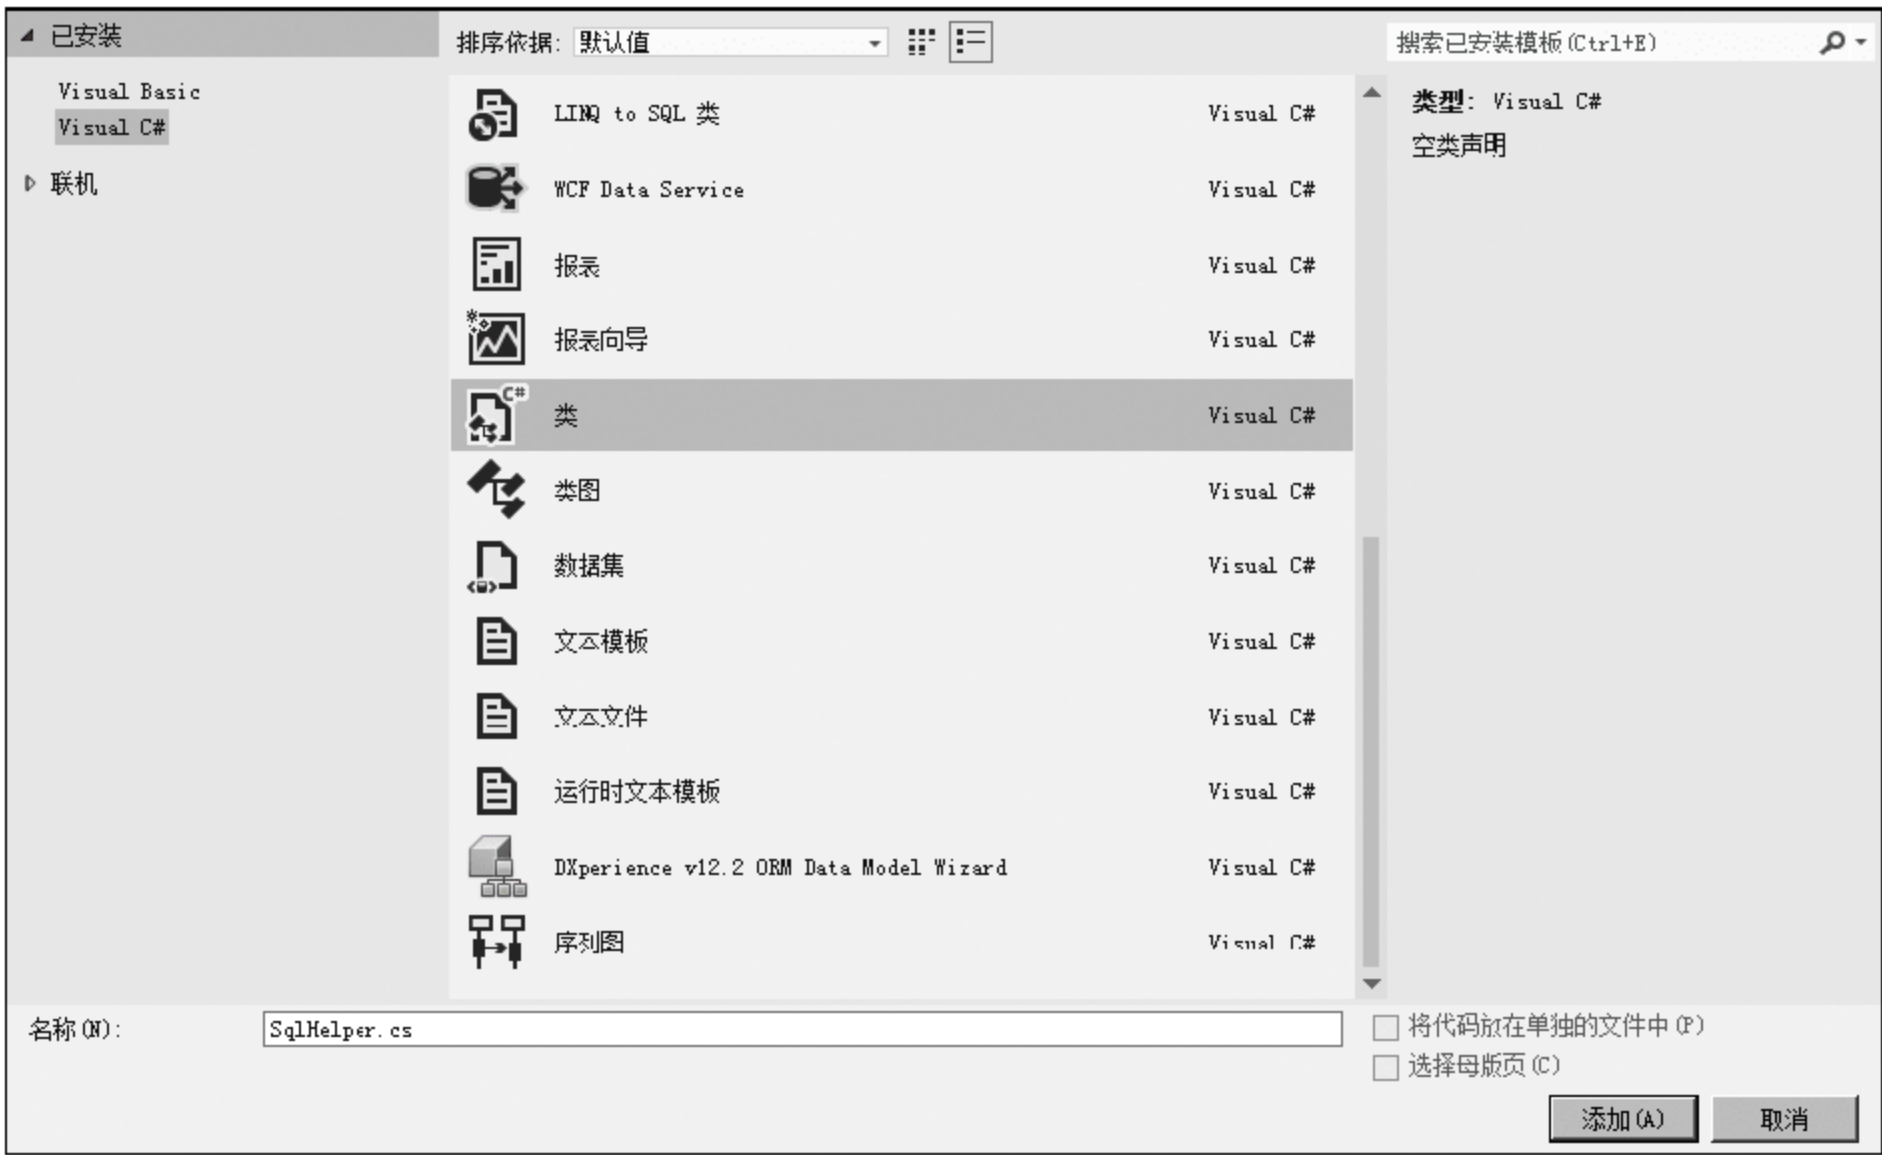 已安装
Visual Basic
Visual C#
联机
排序依据: 默认值
搜索已安装模板(Ctrl+E)
LINQ to SQL 类 Visual C#
WCF Data Service Visual C#
报表 Visual C#
报表向导 Visual C#
类 Visual C#
类图 Visual C#
数据集 Visual C#
文本模板 Visual C#
文本文件 Visual C#
运行时文本模板 Visual C#
DXperience v12.2 ORM Data Model Wizard Visual C#
序列图 Visual C#
类型: Visual C#
空类声明
名称(N): SqlHelper.cs
将代码放在单独的文件中(P)
选择母版页(C)
添加(A) 取消